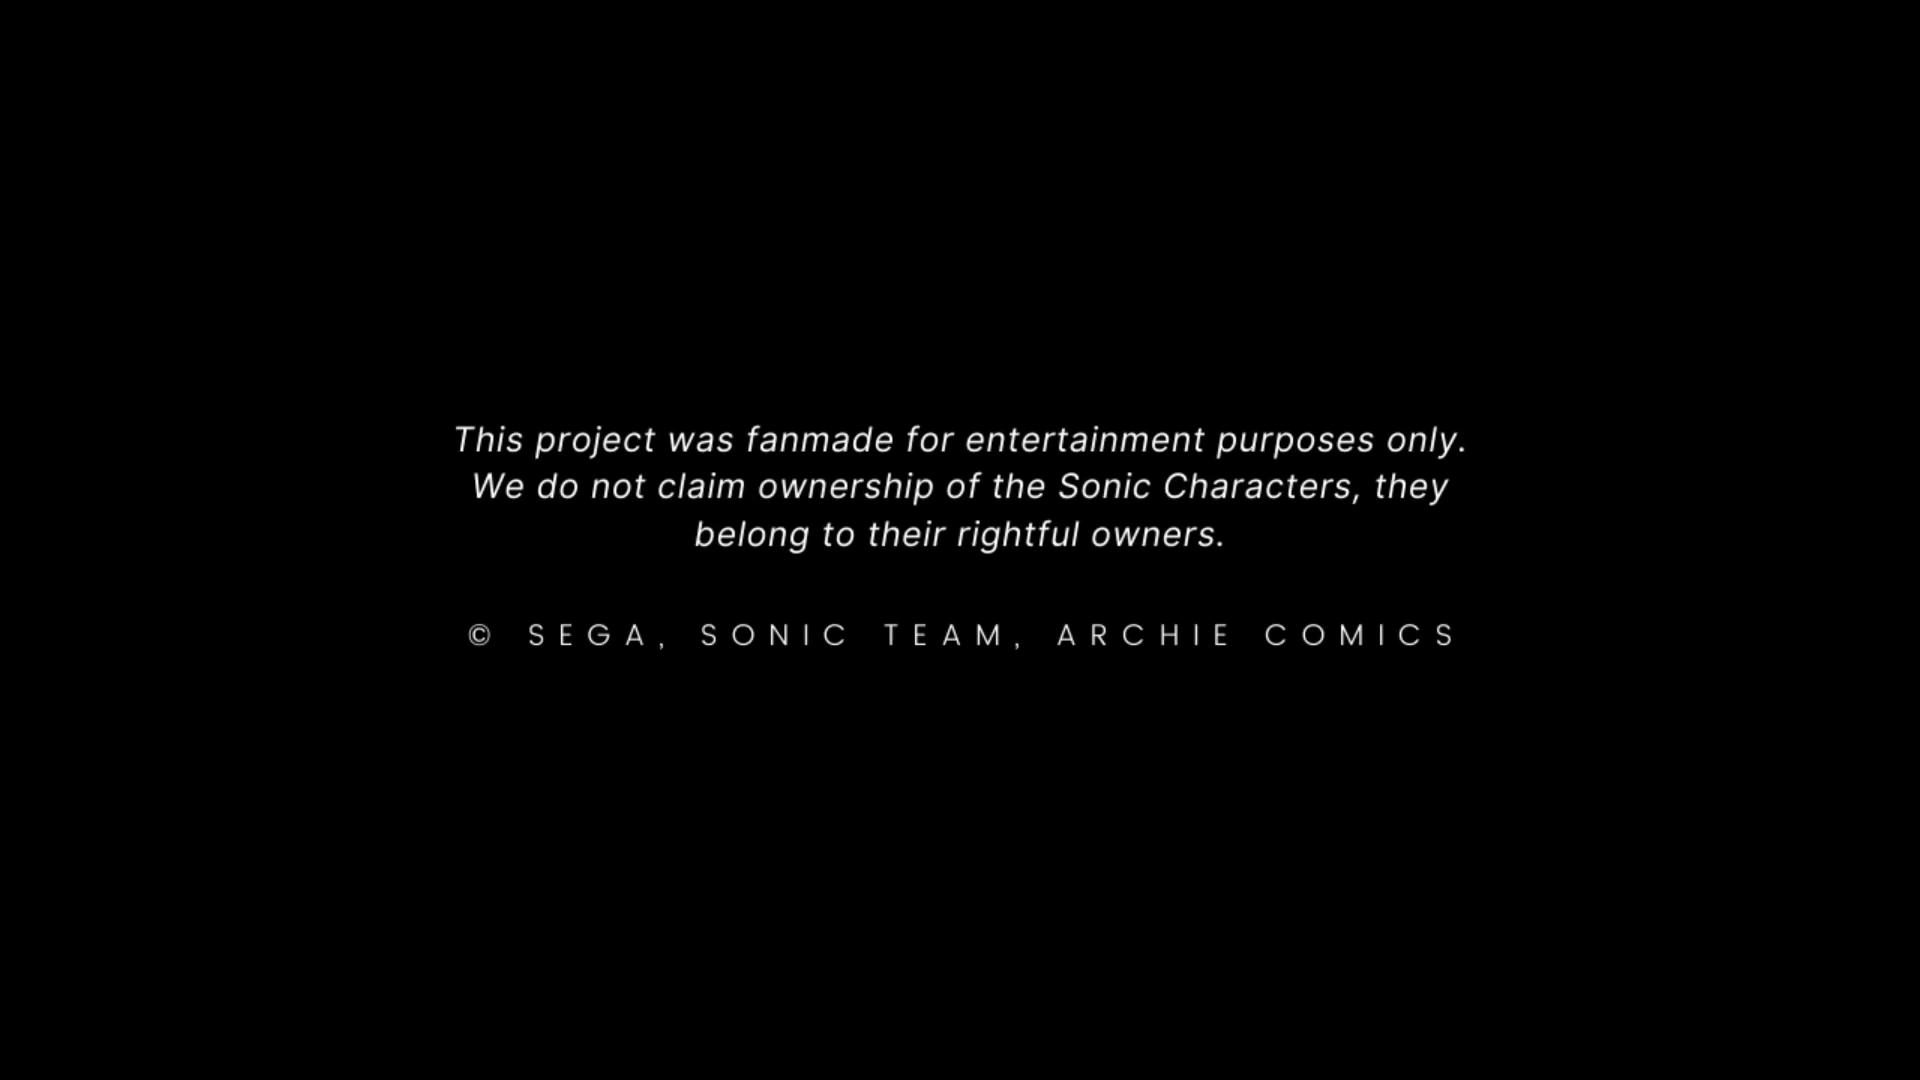 This project was fanmade for entertainment purposes only.
We do not claim ownership of the Sonic Characters, they
belong to their rightful owners.
© SEGA, SONIC TEAM, ARCHIE COMICS